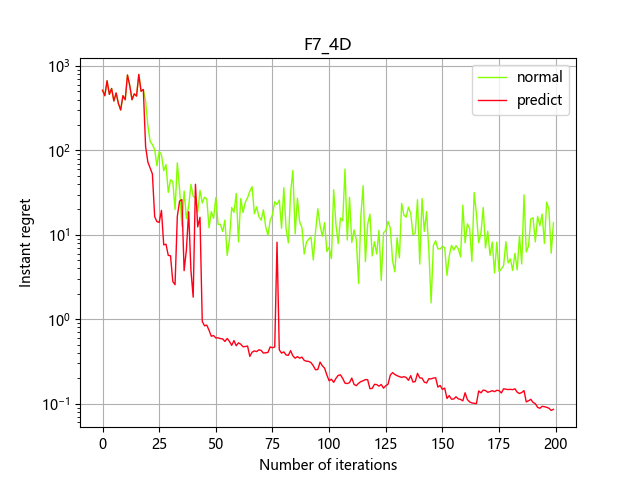 F7_4D
normal
predict
Instant regret
10³
10²
10¹
10⁰
10⁻¹
0 25 50 75 100 125 150 175 200
Number of iterations